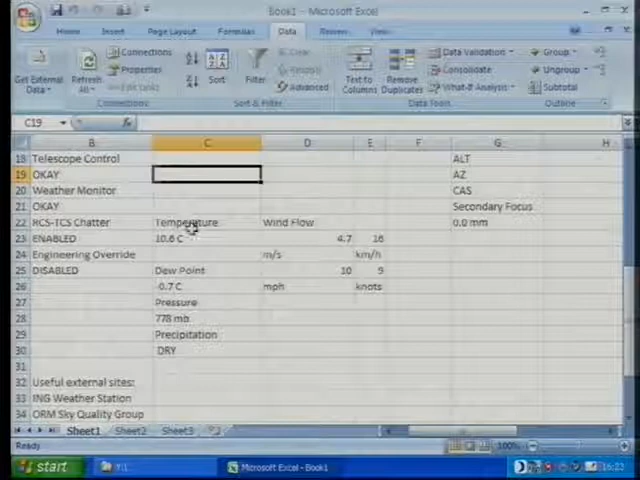 Book1 - Microsoft Excel
Home Insert Page Layout Formulas Data Review View
Get External Data
Refresh All
Connections
Properties
Edit Links
Connections
Sort
Sort & Filter
Filter
Clear
Reapply
Advanced
Text to Columns
Remove Duplicates
Data Validation
Consolidate
What-If Analysis
Data Tools
Group
Ungroup
Subtotal
Outline
C19 fx
B C D E F G H
18 Telescope Control ALT
19 OKAY AZ
20 Weather Monitor CAS
21 OKAY Secondary Focus
22 RCS-TCS Chatter Temperature Wind Flow 0.0 mm
23 ENABLED 10.6 C 4.7 16
24 Engineering Override m/s km/h
25 DISABLED Dew Point 10 9
26 -0.7 C mph knots
27 Pressure
28 778 mb
29 Precipitation
30 DRY
31
32 Useful external sites:
33 ING Weather Station
34 ORM Sky Quality Group
Sheet1 Sheet2 Sheet3
Ready 100%
start Microsoft Excel - Book1 16:23